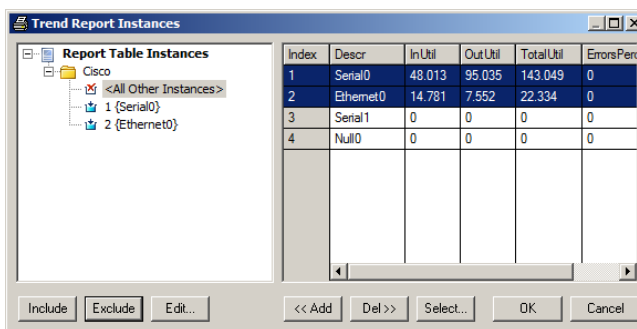 Trend Report Instances
Report Table Instances
Cisco
<All Other Instances>
1 {Serial0}
2 {Ethernet0}
Index Descr InUtil OutUtil TotalUtil ErrorsPerc
1 Serial0 48.013 95.035 143.049 0
2 Ethernet0 14.781 7.552 22.334 0
3 Serial1 0 0 0 0
4 Null0 0 0 0 0
Include Exclude Edit... << Add Del >> Select... OK Cancel